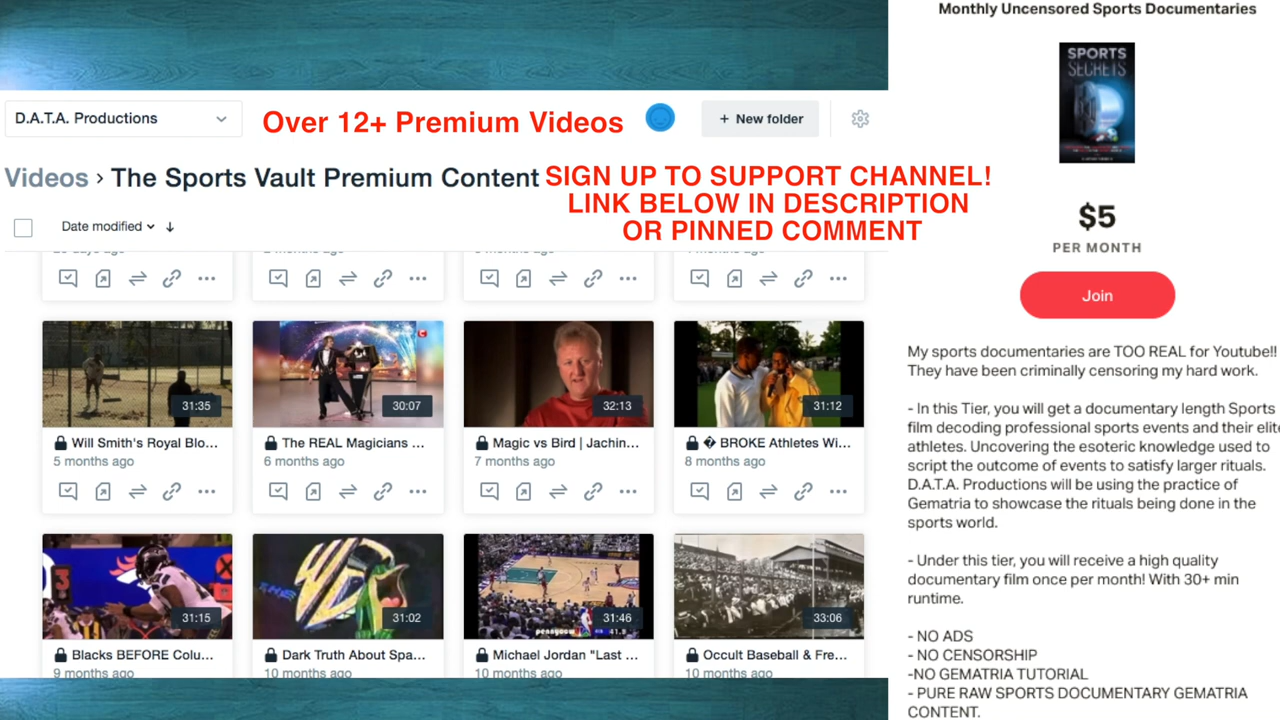 D.A.T.A. Productions
Over 12+ Premium Videos
+ New folder
Videos › The Sports Vault Premium Content
SIGN UP TO SUPPORT CHANNEL!
LINK BELOW IN DESCRIPTION
OR PINNED COMMENT
Date modified
31:35
30:07
32:13
31:12
Will Smith's Royal Blo...
The REAL Magicians ...
Magic vs Bird | Jachin...
� BROKE Athletes Wi...
5 months ago
6 months ago
7 months ago
8 months ago
31:15
31:02
31:46
33:06
Blacks BEFORE Colu...
Dark Truth About Spa...
Michael Jordan "Last ...
Occult Baseball & Fre...
9 months ago
10 months ago
10 months ago
10 months ago
Monthly Uncensored Sports Documentaries
SPORTS
SECRETS
$5
PER MONTH
Join
My sports documentaries are TOO REAL for Youtube!!
They have been criminally censoring my hard work.
- In this Tier, you will get a documentary length Sports
film decoding professional sports events and their elite
athletes. Uncovering the esoteric knowledge used to
script the outcome of events to satisfy larger rituals.
D.A.T.A. Productions will be using the practice of
Gematria to showcase the rituals being done in the
sports world.
- Under this tier, you will receive a high quality
documentary film once per month! With 30+ min
runtime.
- NO ADS
- NO CENSORSHIP
-NO GEMATRIA TUTORIAL
- PURE RAW SPORTS DOCUMENTARY GEMATRIA
CONTENT.